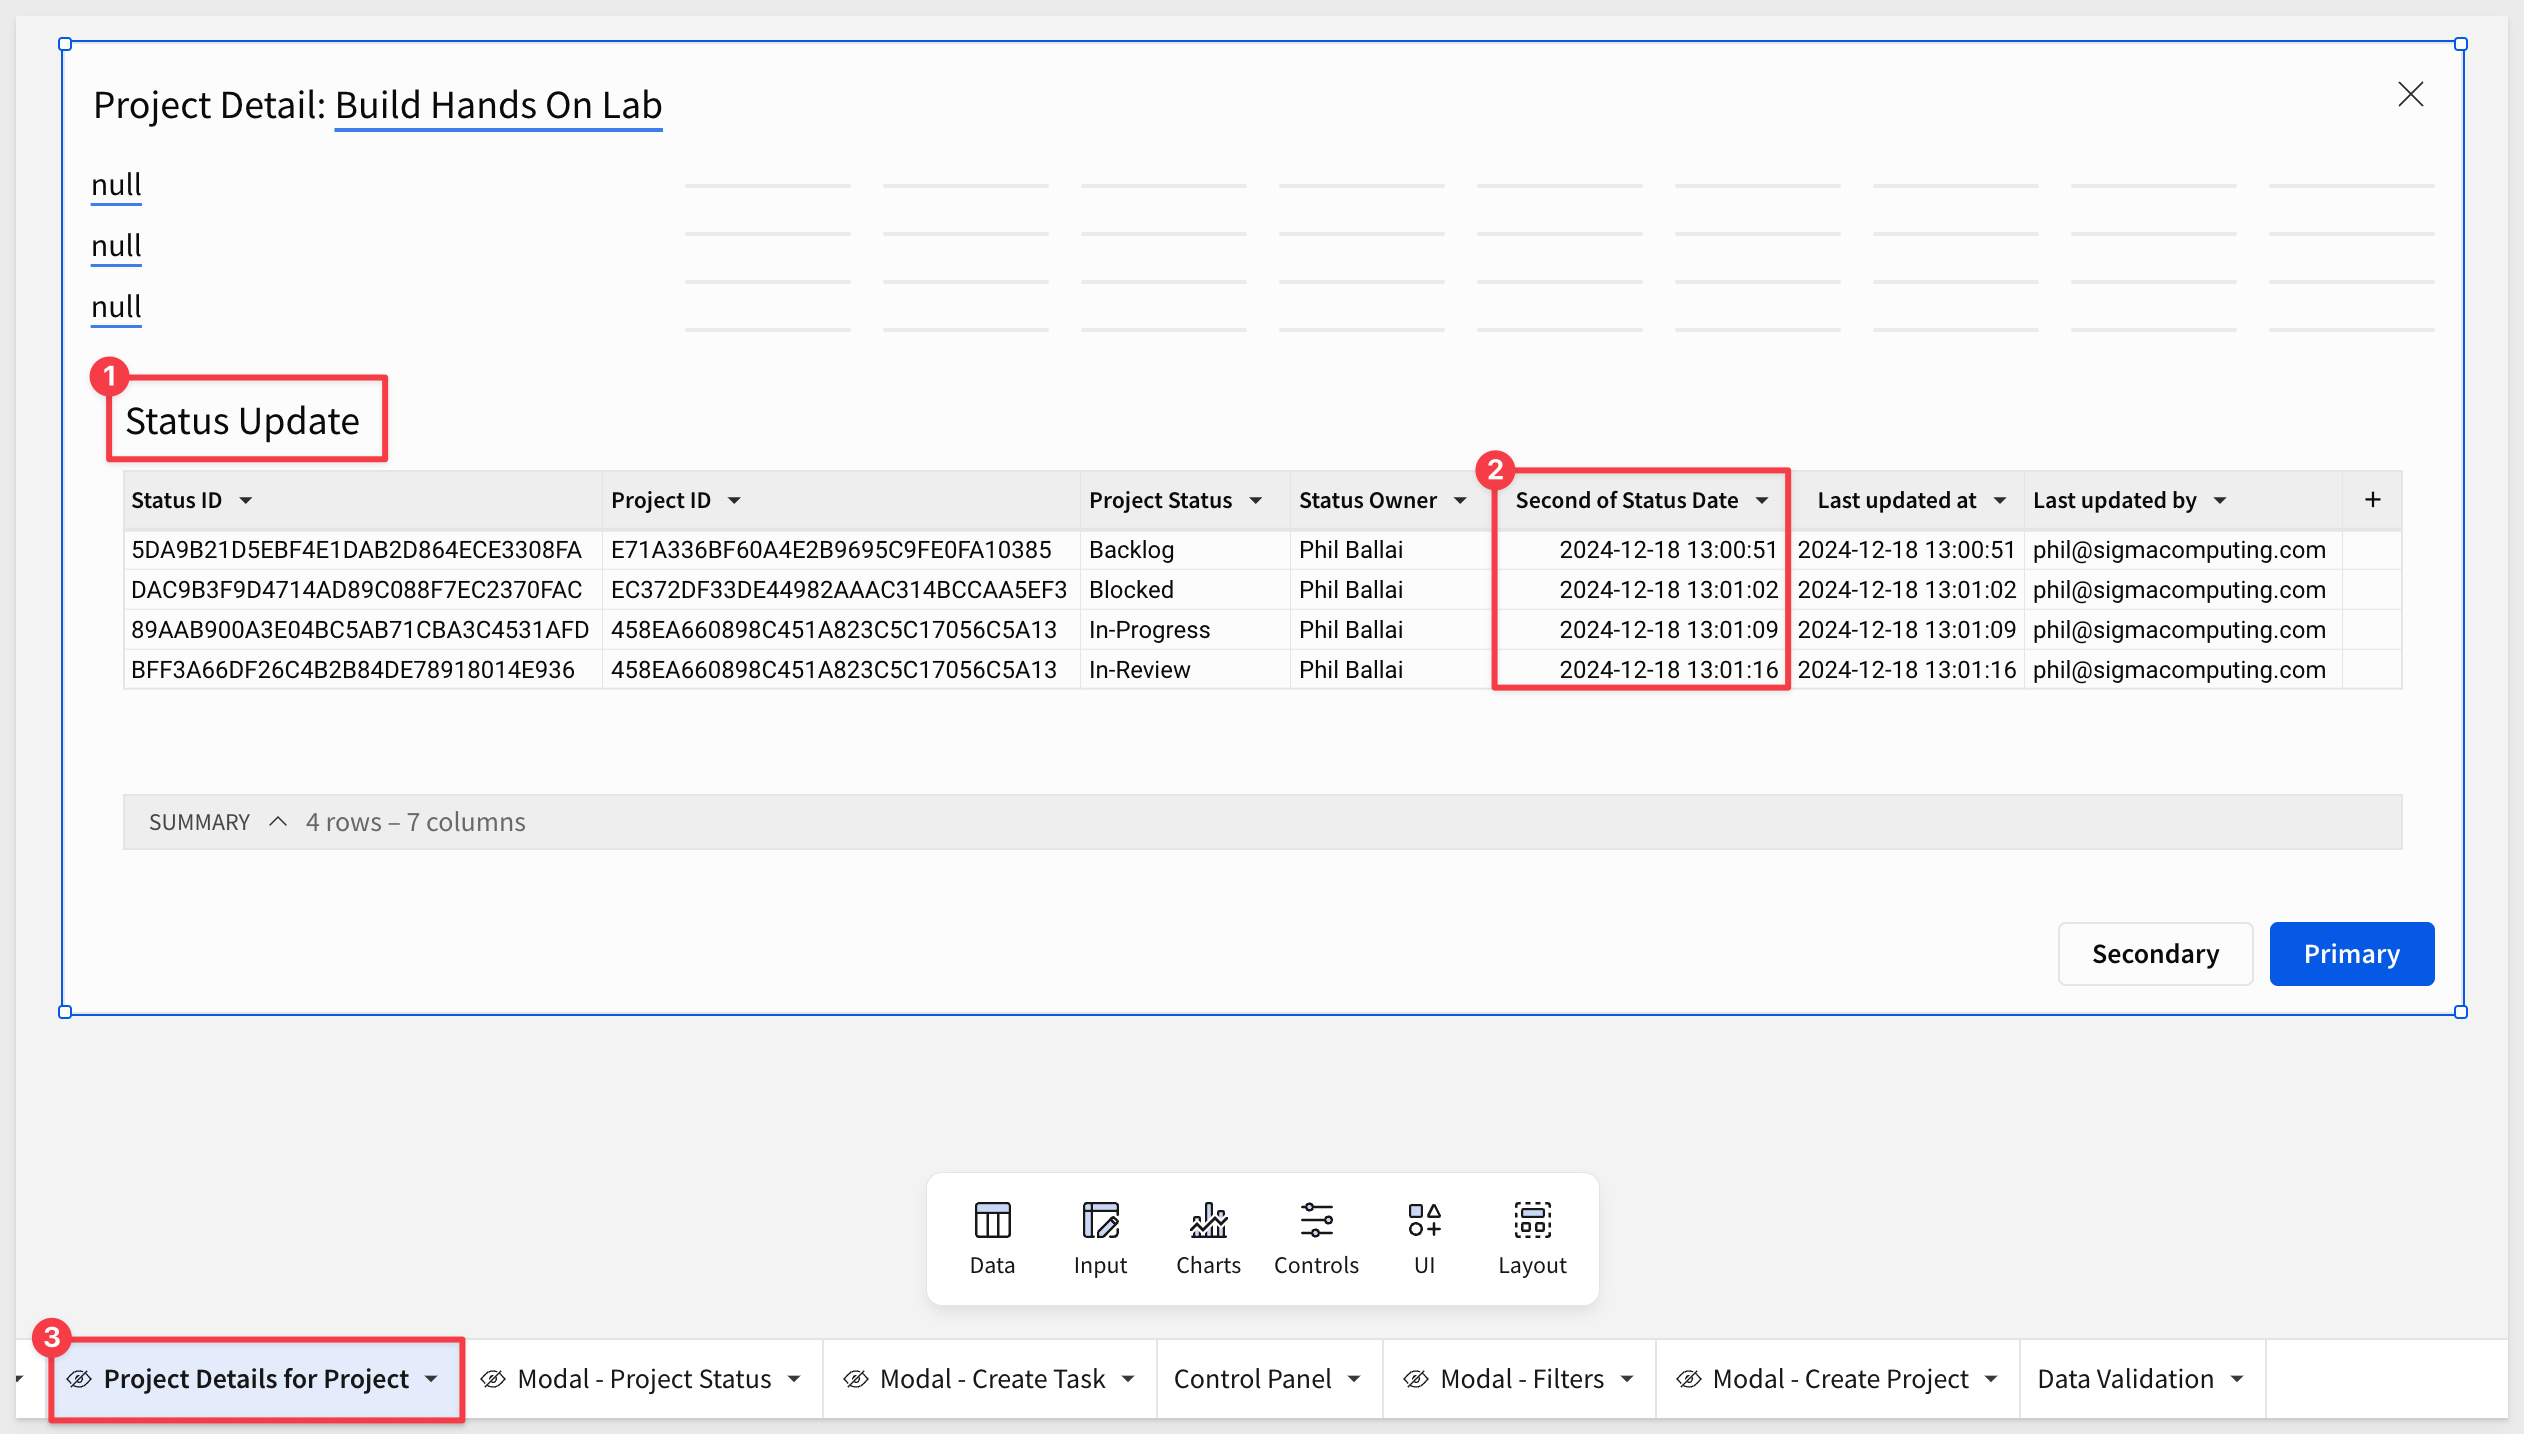 Project Detail: Build Hands On Lab
null
null
null
1
Status Update
2
Status ID Project ID Project Status Status Owner Second of Status Date Last updated at Last updated by +
5DA9B21D5EBF4E1DAB2D864ECE3308FA E71A336BF60A4E2B9695C9FE0FA10385 Backlog Phil Ballai 2024-12-18 13:00:51 2024-12-18 13:00:51 phil@sigmacomputing.com
DAC9B3F9D4714AD89C088F7EC2370FAC EC372DF33DE44982AAAC314BCCAA5EF3 Blocked Phil Ballai 2024-12-18 13:01:02 2024-12-18 13:01:02 phil@sigmacomputing.com
89AAB900A3E04BC5AB71CBA3C4531AFD 458EA660898C451A823C5C17056C5A13 In-Progress Phil Ballai 2024-12-18 13:01:09 2024-12-18 13:01:09 phil@sigmacomputing.com
BFF3A66DF26C4B2B84DE78918014E936 458EA660898C451A823C5C17056C5A13 In-Review Phil Ballai 2024-12-18 13:01:16 2024-12-18 13:01:16 phil@sigmacomputing.com
SUMMARY 4 rows – 7 columns
Secondary Primary
Data Input Charts Controls UI Layout
3
Project Details for Project Modal - Project Status Modal - Create Task Control Panel Modal - Filters Modal - Create Project Data Validation